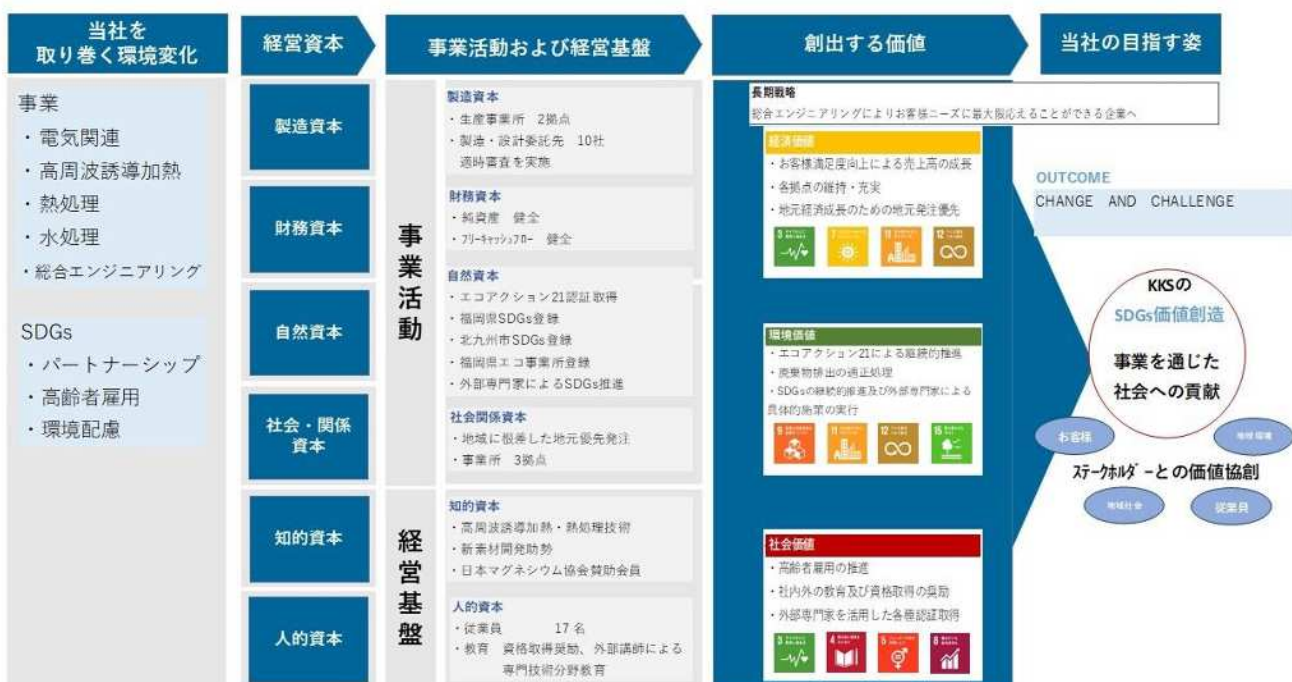 当社を
取り巻く環境変化
経営資本
事業活動および経営基盤
創出する価値
当社の目指す姿
事業
・電気関連
・高周波誘導加熱
・熱処理
・水処理
・総合エンジニアリング
SDGs
・パートナーシップ
・高齢者雇用
・環境配慮
製造資本
財務資本
自然資本
社会・関係
資本
知的資本
人的資本
事業活動
経営基盤
製造資本
・生産事業所 2拠点
・製造・設計委託先 10社
適時審査を実施
財務資本
・純資産 健全
・フリーキャッシュフロー 健全
自然資本
・エコアクション21認証取得
・福岡県SDGs登録
・北九州市SDGs登録
・福岡県エコ事業所登録
・外部専門家によるSDGs推進
社会関係資本
・地域に根差した地元優先発注
・事業所 3拠点
知的資本
・高周波誘導加熱・熱処理技術
・新素材開発助勢
・日本マグネシウム協会賛助会員
人的資本
・従業員 17名
・教育 資格取得奨励、外部講師による
専門技術分野教育
長期戦略
総合エンジニアリングによりお客様ニーズに最大限応えることができる企業へ
経済価値
・お客様満足度向上による売上高の成長
・各拠点の維持・充実
・地元経済成長のための地元発注優先
3
7
11
12
環境価値
・エコアクション21による継続的推進
・廃棄物排出の適正処理
・SDGsの継続的推進及び外部専門家による
具体的施策の実行
9
11
12
15
社会価値
・高齢者雇用の推進
・社内外の教育及び資格取得の奨励
・外部専門家を活用した各種認証取得
3
4
5
8
OUTCOME
CHANGE AND CHALLENGE
KKSの
SDGs価値創造
事業を通じた
社会への貢献
お客様
地球環境
ステークホルダーとの価値協創
地域社会
従業員